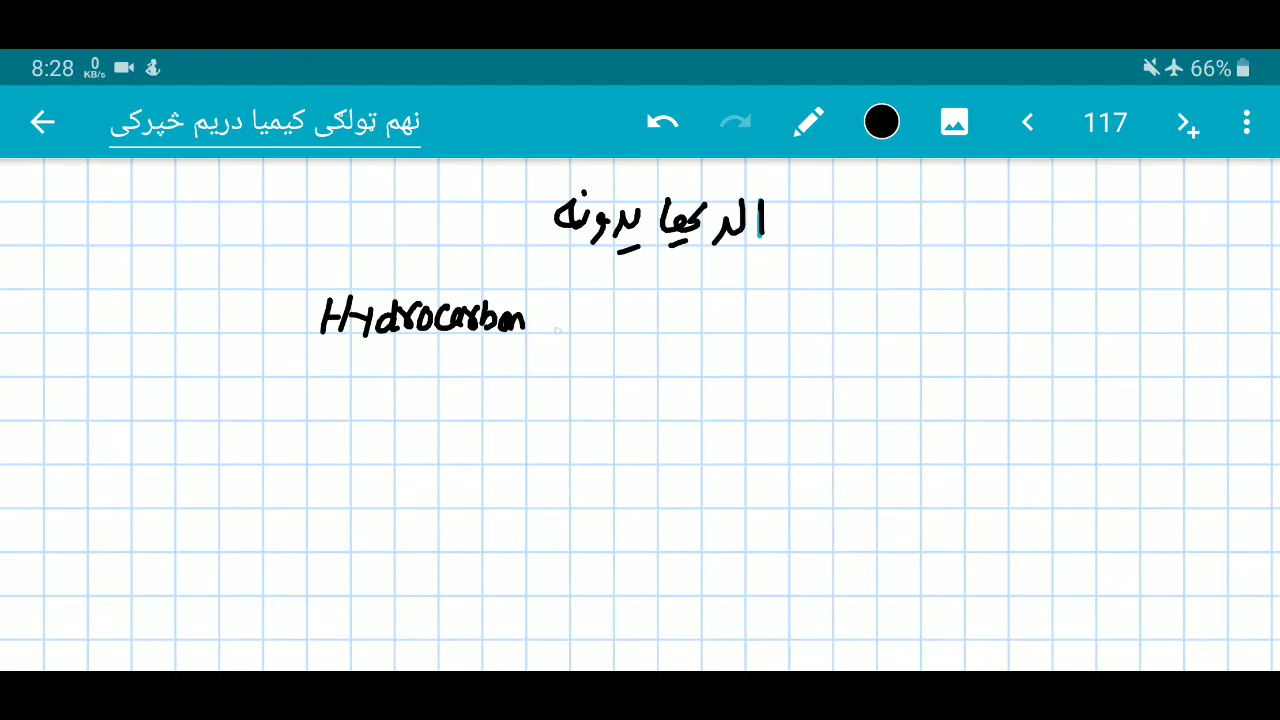 8:28 0 KB/s 66%
نهم ټولګی کیمیا دریم څپرکی
117
الدیهایدونه
Hydrocarbon